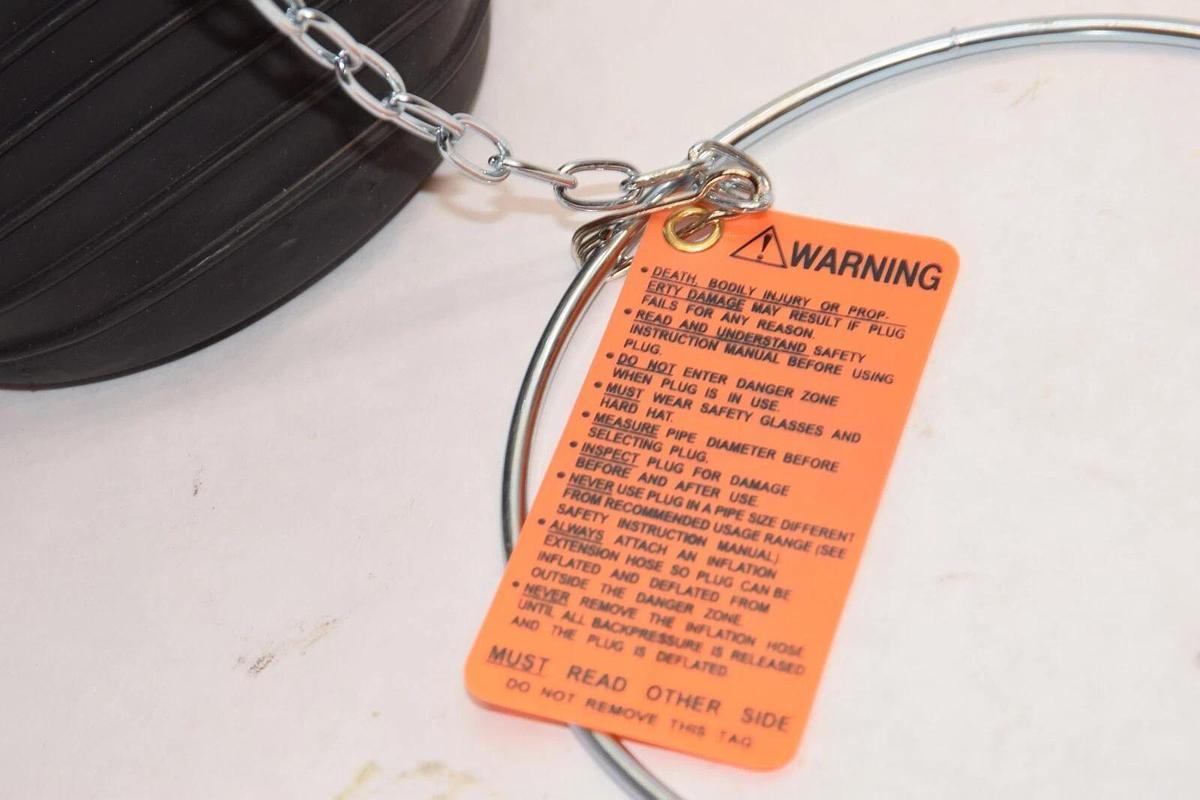 WARNING
• DEATH, BODILY INJURY OR PROP-
ERTY DAMAGE MAY RESULT IF PLUG
FAILS FOR ANY REASON.
• READ AND UNDERSTAND SAFETY
INSTRUCTION MANUAL BEFORE USING
PLUG.
• DO NOT ENTER DANGER ZONE
WHEN PLUG IS IN USE.
• MUST WEAR SAFETY GLASSES AND
HARD HAT.
• MEASURE PIPE DIAMETER BEFORE
SELECTING PLUG.
• INSPECT PLUG FOR DAMAGE
BEFORE AND AFTER USE.
• NEVER USE PLUG IN A PIPE SIZE DIFFERENT
FROM RECOMMENDED USAGE RANGE (SEE
SAFETY INSTRUCTION MANUAL)
• ALWAYS ATTACH AN INFLATION
EXTENSION HOSE SO PLUG CAN BE
INFLATED AND DEFLATED FROM
OUTSIDE THE DANGER ZONE.
• NEVER REMOVE THE INFLATION HOSE
UNTIL ALL BACKPRESSURE IS RELEASED
AND THE PLUG IS DEFLATED.
MUST READ OTHER SIDE
DO NOT REMOVE THIS TAG